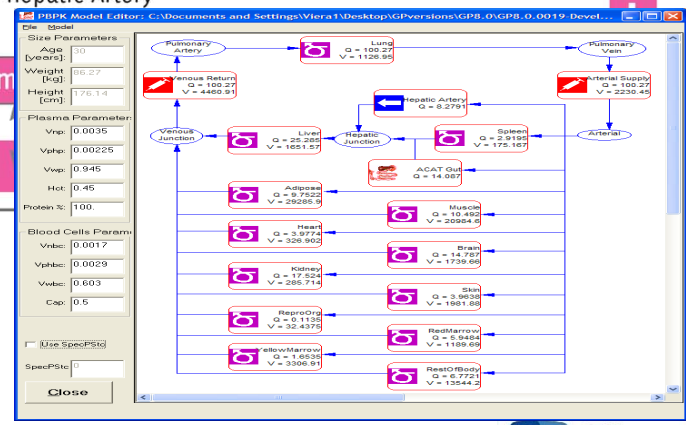 Hepatic Artery
PBPK Model Editor: C:\Documents and Settings\Viera1\Desktop\GPversions\GP8.0\GP8.0.0019-Devel...
File Model
Size Parameters
Age [years]: 30
Weight [kg]: 86.27
Height [cm]: 176.14
Plasma Parameter
Vnp: 0.0035
Vphp: 0.00225
Vwp: 0.945
Hct: 0.45
Protein %: 100.
Blood Cells Param
Vnbc: 0.0017
Vphbc: 0.0029
Vwbc: 0.603
Cap: 0.5
Use SpecPStc
SpecPStc 0
Close
Pulmonary
Artery
Lung
Q = 100.27
V = 1126.95
Pulmonary
Vein
Venous Return
Q = 100.27
V = 4460.91
Arterial Supply
Q = 100.27
V = 2230.45
Hepatic Artery
Q = 8.2791
Venous
Junction
Liver
Q = 25.285
V = 1651.57
Hepatic
Junction
Spleen
Q = 2.9195
V = 175.167
Arterial
ACAT Gut
Q = 14.087
Adipose
Q = 9.7522
V = 29285.9
Muscle
Q = 10.492
V = 20984.6
Heart
Q = 3.9774
V = 326.902
Brain
Q = 14.787
V = 1739.66
Kidney
Q = 17.524
V = 285.714
Skin
Q = 3.9638
V = 1981.88
ReproOrg
Q = 0.1135
V = 32.4375
RedMarrow
Q = 5.9484
V = 1189.69
YellowMarrow
Q = 1.6535
V = 3306.91
RestOfBody
Q = 6.7721
V = 13544.2